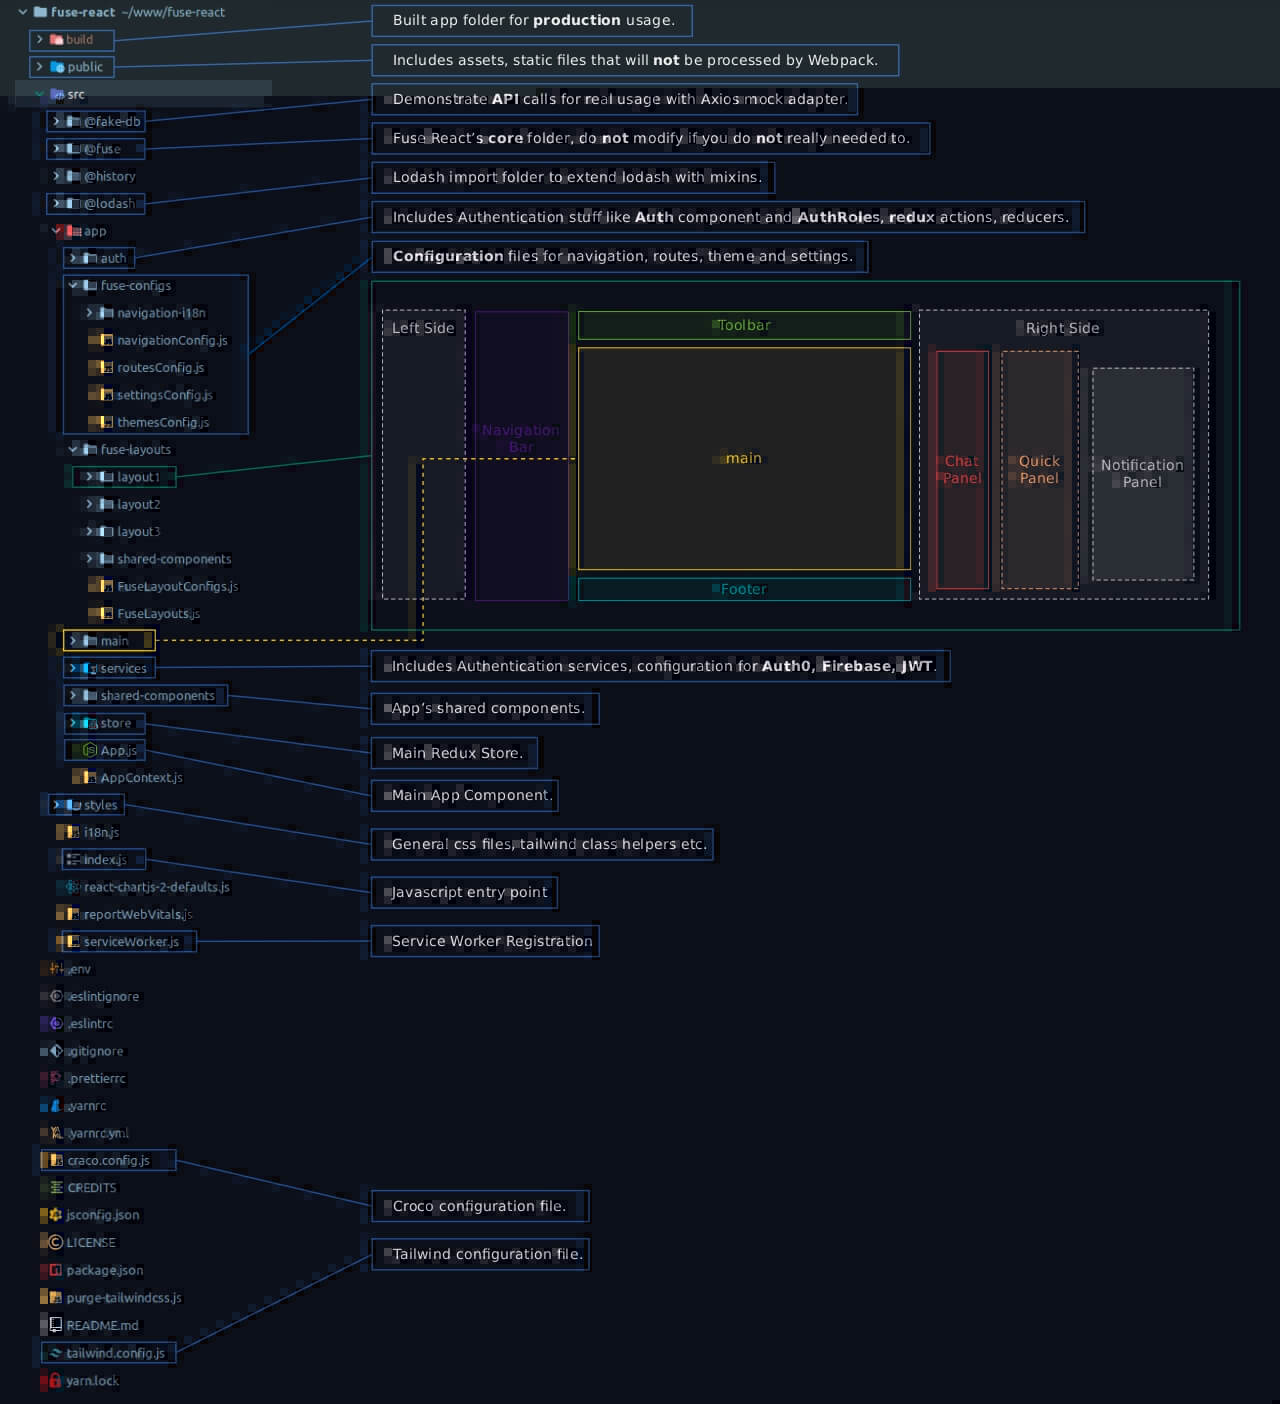 fuse-react ~/www/fuse-react
build
Built app folder for production usage.
public
Includes assets, static files that will not be processed by Webpack.
src
@fake-db
Demonstrate API calls for real usage with Axios mock adapter.
@fuse
Fuse React's core folder, do not modify if you do not really needed to.
@history
@lodash
Lodash import folder to extend lodash with mixins.
app
auth
Includes Authentication stuff like Auth component and AuthRoles, redux actions, reducers.
fuse-configs
Configuration files for navigation, routes, theme and settings.
navigation-i18n
navigationConfig.js
routesConfig.js
settingsConfig.js
themesConfig.js
fuse-layouts
layout1
layout2
layout3
shared-components
FuseLayoutConfigs.js
FuseLayouts.js
Left Side
Navigation
Bar
Toolbar
main
Footer
Right Side
Chat
Panel
Quick
Panel
Notification
Panel
main
services
Includes Authentication services, configuration for Auth0, Firebase, JWT.
shared-components
App's shared components.
store
Main Redux Store.
App.js
Main App Component.
AppContext.js
styles
General css files, tailwind class helpers etc.
i18n.js
index.js
Javascript entry point
react-chartjs-2-defaults.js
reportWebVitals.js
serviceWorker.js
Service Worker Registration
.env
.eslintignore
.eslintrc
.gitignore
.prettierrc
.yarnrc
.yarnrc.yml
craco.config.js
Croco configuration file.
CREDITS
jsconfig.json
LICENSE
package.json
purge-tailwindcss.js
README.md
tailwind.config.js
Tailwind configuration file.
yarn.lock